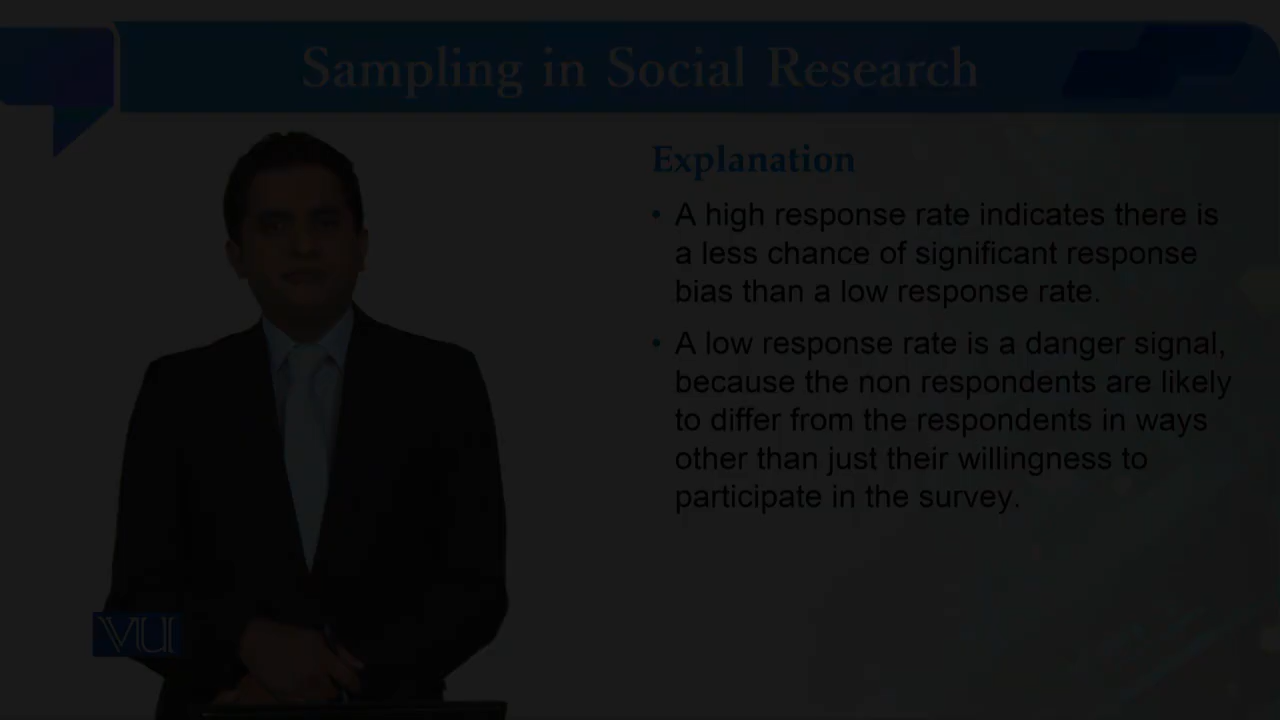 Sampling in Social Research
Explanation
• A high response rate indicates there is
a less chance of significant response
bias than a low response rate.
• A low response rate is a danger signal,
because the non respondents are likely
to differ from the respondents in ways
other than just their willingness to
participate in the survey.
VU